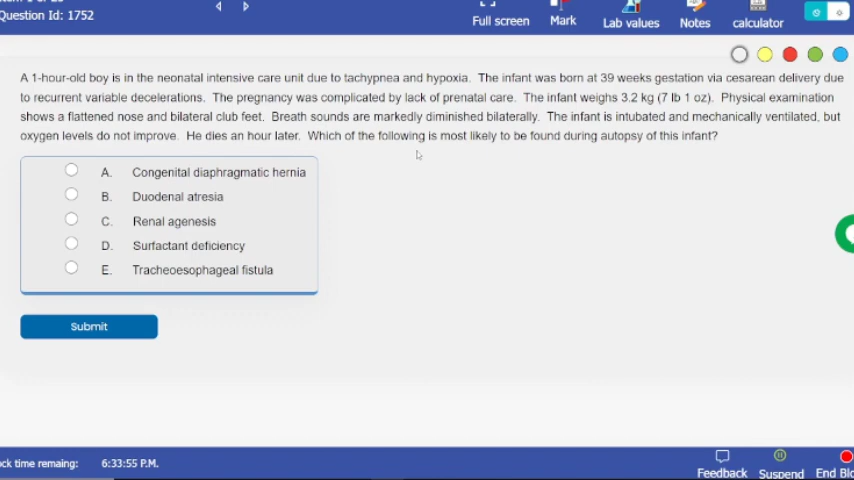 Question Id: 1752
Full screen
Mark
Lab values
Notes
calculator
A 1-hour-old boy is in the neonatal intensive care unit due to tachypnea and hypoxia. The infant was born at 39 weeks gestation via cesarean delivery due
to recurrent variable decelerations. The pregnancy was complicated by lack of prenatal care. The infant weighs 3.2 kg (7 lb 1 oz). Physical examination
shows a flattened nose and bilateral club feet. Breath sounds are markedly diminished bilaterally. The infant is intubated and mechanically ventilated, but
oxygen levels do not improve. He dies an hour later. Which of the following is most likely to be found during autopsy of this infant?
A. Congenital diaphragmatic hernia
B. Duodenal atresia
C. Renal agenesis
D. Surfactant deficiency
E. Tracheoesophageal fistula
Submit
ck time remaing: 6:33:55 P.M.
Feedback
Suspend
End Blo